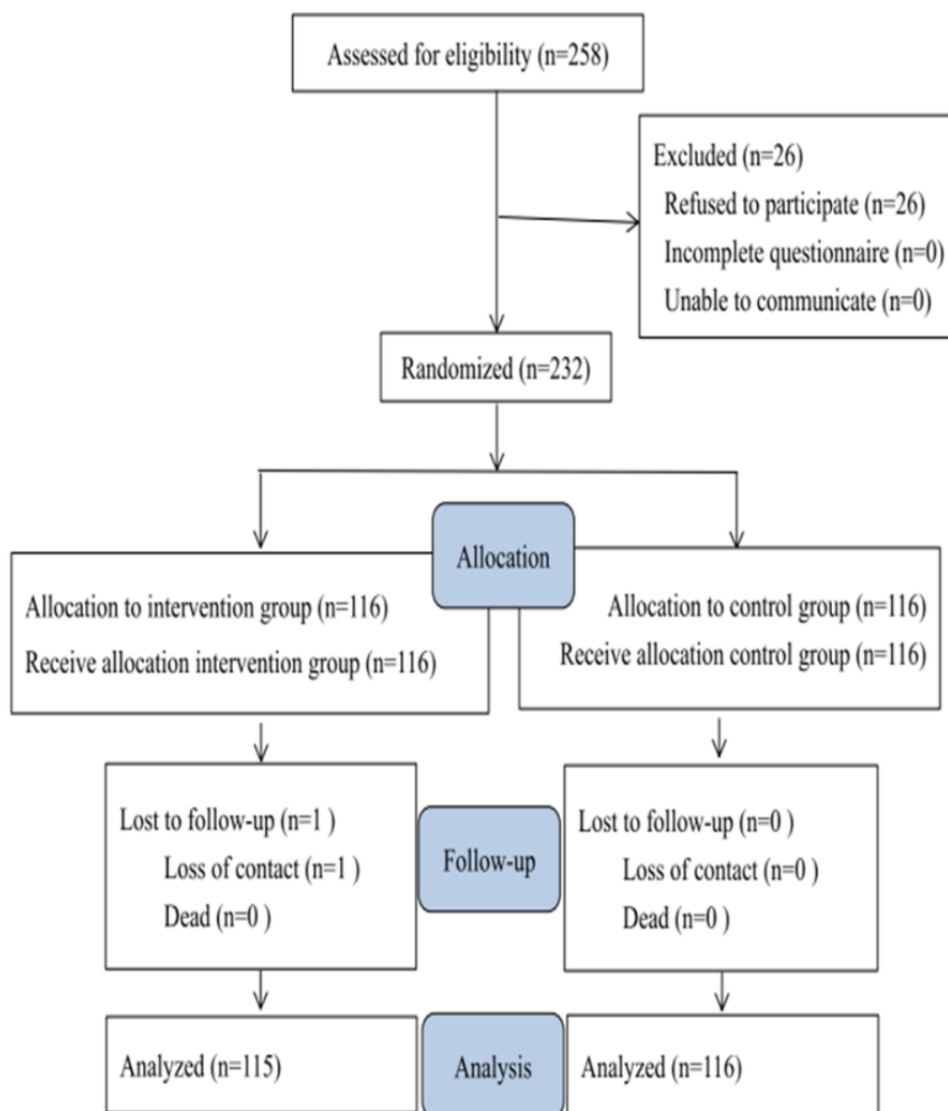 Assessed for eligibility (n=258)
Excluded (n=26)
Refused to participate (n=26)
Incomplete questionnaire (n=0)
Unable to communicate (n=0)
Randomized (n=232)
Allocation
Allocation to intervention group (n=116)
Receive allocation intervention group (n=116)
Allocation to control group (n=116)
Receive allocation control group (n=116)
Lost to follow-up (n=1 )
Loss of contact (n=1 )
Dead (n=0 )
Follow-up
Lost to follow-up (n=0 )
Loss of contact (n=0 )
Dead (n=0 )
Analyzed (n=115)
Analysis
Analyzed (n=116)